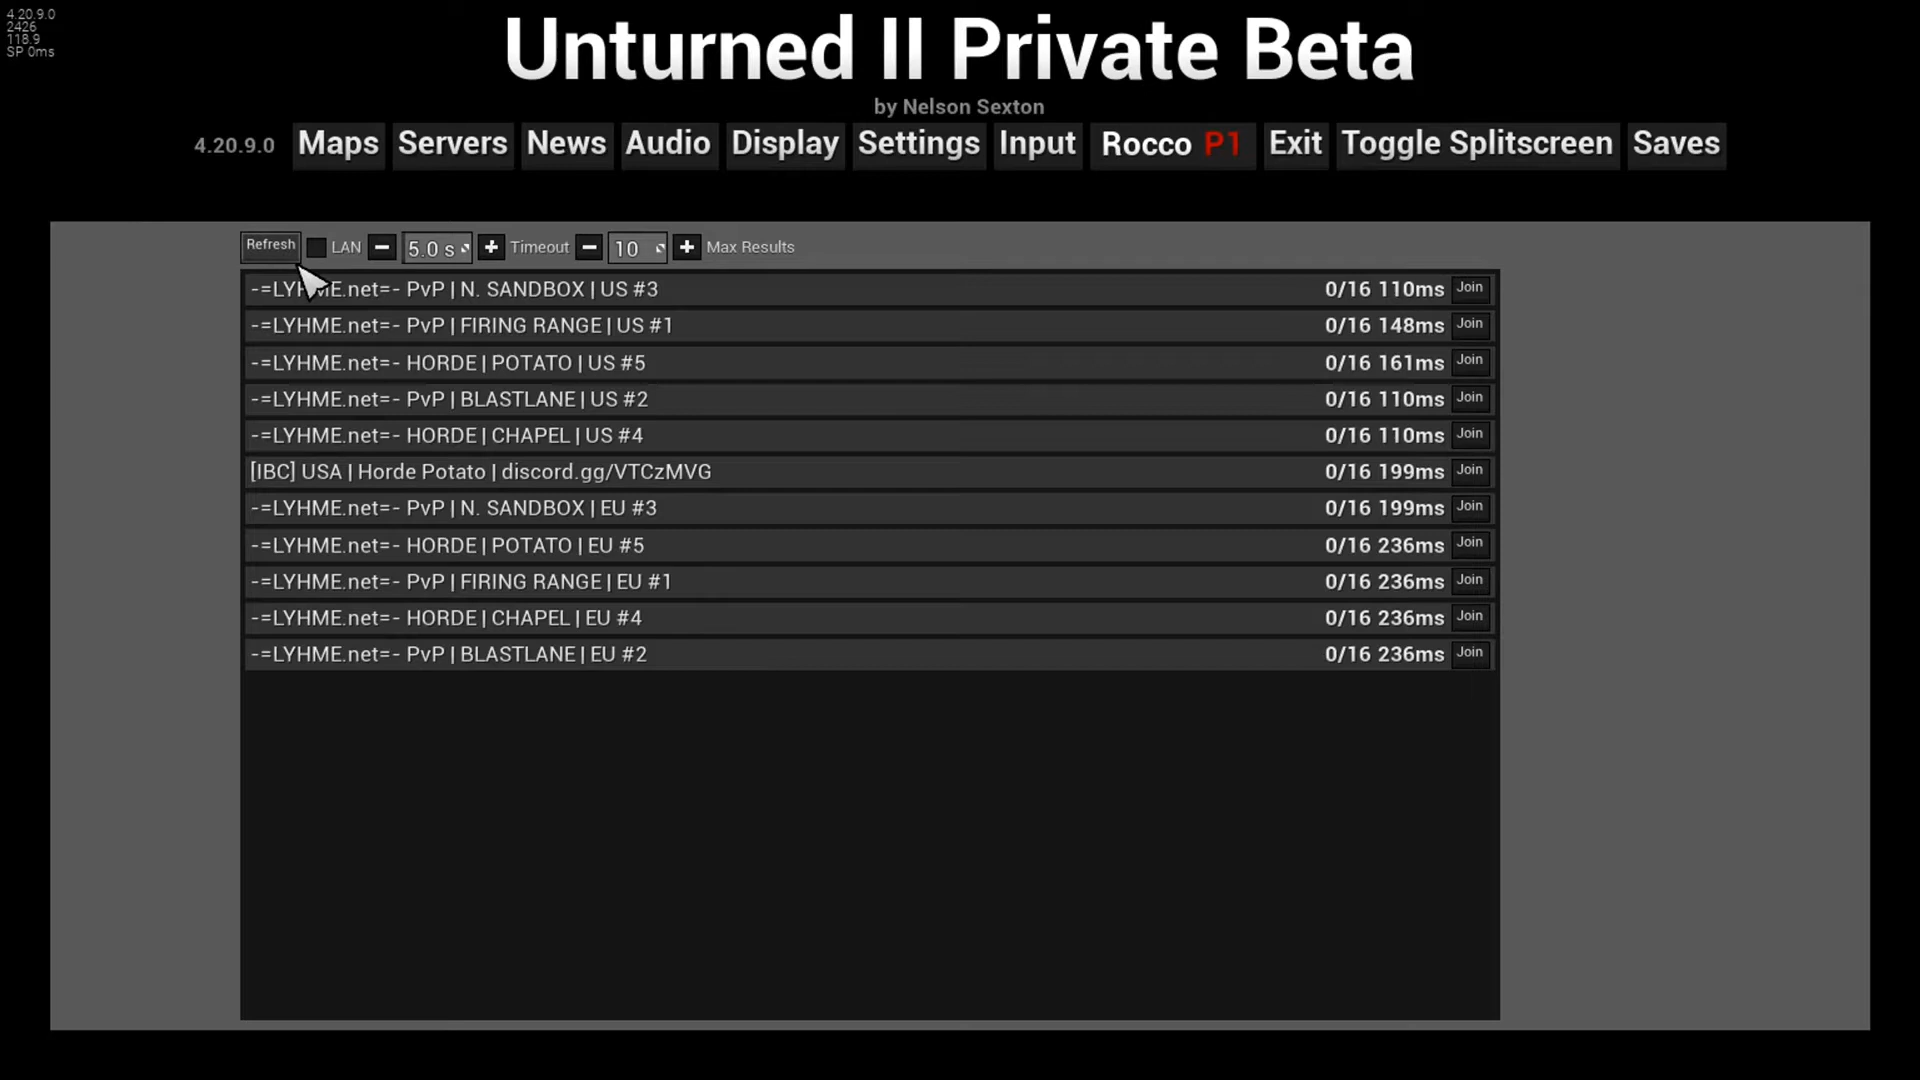 4.20.9.0
2426
118.9
SP 0ms
Unturned II Private Beta
by Nelson Sexton
4.20.9.0 Maps Servers News Audio Display Settings Input Rocco P1 Exit Toggle Splitscreen Saves
Refresh LAN − 5.0 s + Timeout − 10 + Max Results
-=LYHME.net=- PvP | N. SANDBOX | US #3 0/16 110ms Join
-=LYHME.net=- PvP | FIRING RANGE | US #1 0/16 148ms Join
-=LYHME.net=- HORDE | POTATO | US #5 0/16 161ms Join
-=LYHME.net=- PvP | BLASTLANE | US #2 0/16 110ms Join
-=LYHME.net=- HORDE | CHAPEL | US #4 0/16 110ms Join
[IBC] USA | Horde Potato | discord.gg/VTCzMVG 0/16 199ms Join
-=LYHME.net=- PvP | N. SANDBOX | EU #3 0/16 199ms Join
-=LYHME.net=- HORDE | POTATO | EU #5 0/16 236ms Join
-=LYHME.net=- PvP | FIRING RANGE | EU #1 0/16 236ms Join
-=LYHME.net=- HORDE | CHAPEL | EU #4 0/16 236ms Join
-=LYHME.net=- PvP | BLASTLANE | EU #2 0/16 236ms Join